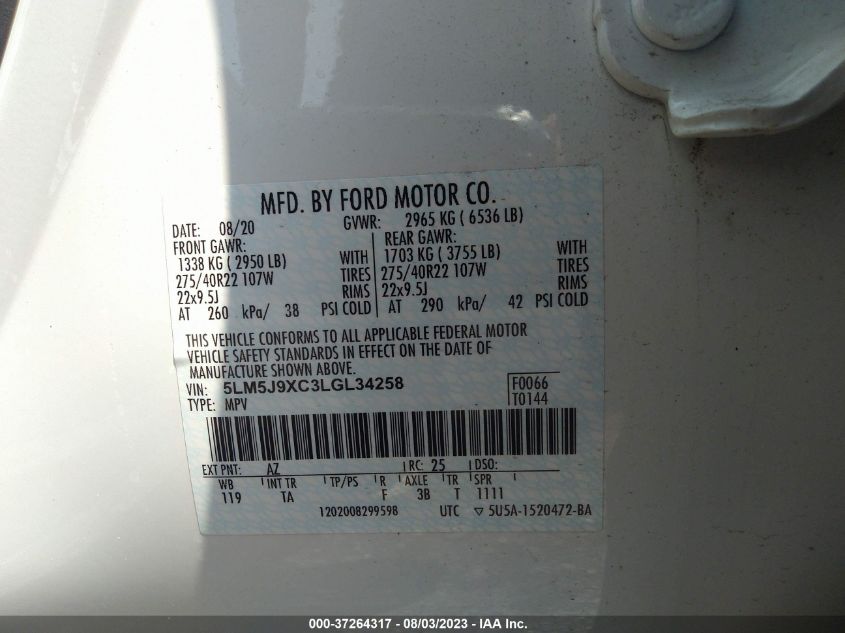 MFD. BY FORD MOTOR CO.
DATE: 08/20 GVWR: 2965 KG ( 6536 LB)
FRONT GAWR: REAR GAWR:
1338 KG ( 2950 LB) WITH 1703 KG ( 3755 LB) WITH
275/40R22 107W TIRES 275/40R22 107W TIRES
22x9.5J RIMS 22x9.5J RIMS
AT 260 kPa/ 38 PSI COLD AT 290 kPa/ 42 PSI COLD
THIS VEHICLE CONFORMS TO ALL APPLICABLE FEDERAL MOTOR
VEHICLE SAFETY STANDARDS IN EFFECT ON THE DATE OF
MANUFACTURE SHOWN ABOVE.
VIN: 5LM5J9XC3LGL34258 F0066
TYPE: MPV T0144
EXT PNT: AZ RC: 25 DSO:
WB INT TR TP/PS R AXLE TR SPR
119 TA F 3B T 1111
1202008299598 UTC ▽ 5U5A-1520472-BA
000-37264317 - 08/03/2023 - IAA Inc.